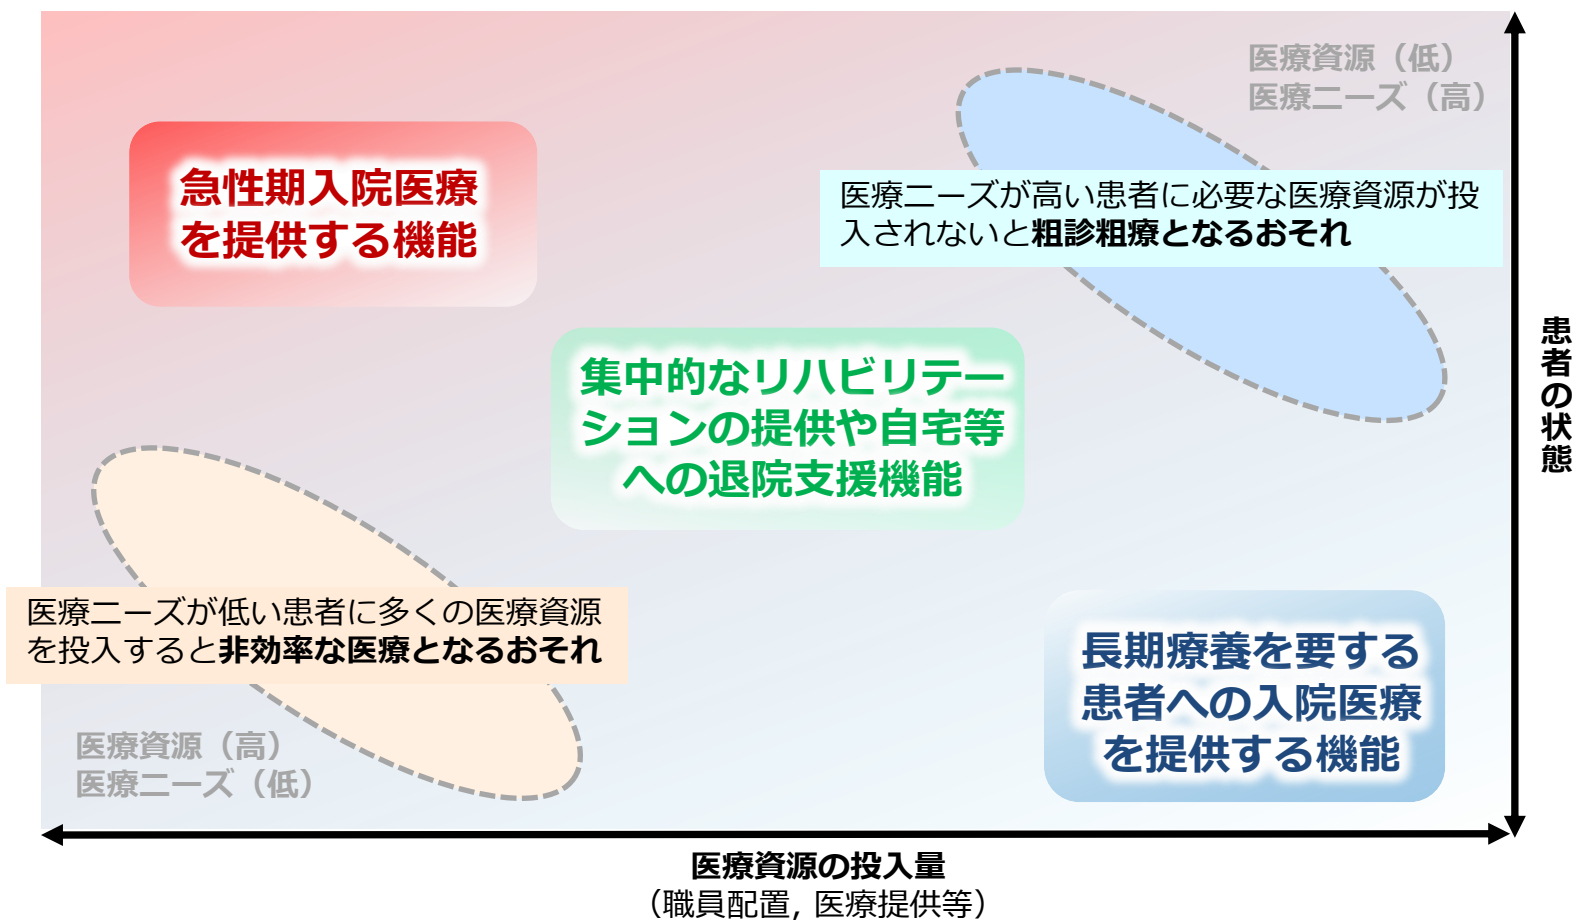 医療資源（低）
医療ニーズ（高）
急性期入院医療
を提供する機能
医療ニーズが高い患者に必要な医療資源が投
入されないと粗診粗療となるおそれ
集中的なリハビリテー
ションの提供や自宅等
への退院支援機能
患者の状態
医療ニーズが低い患者に多くの医療資源
を投入すると非効率な医療となるおそれ
長期療養を要する
患者への入院医療
を提供する機能
医療資源（高）
医療ニーズ（低）
医療資源の投入量
（職員配置, 医療提供等）